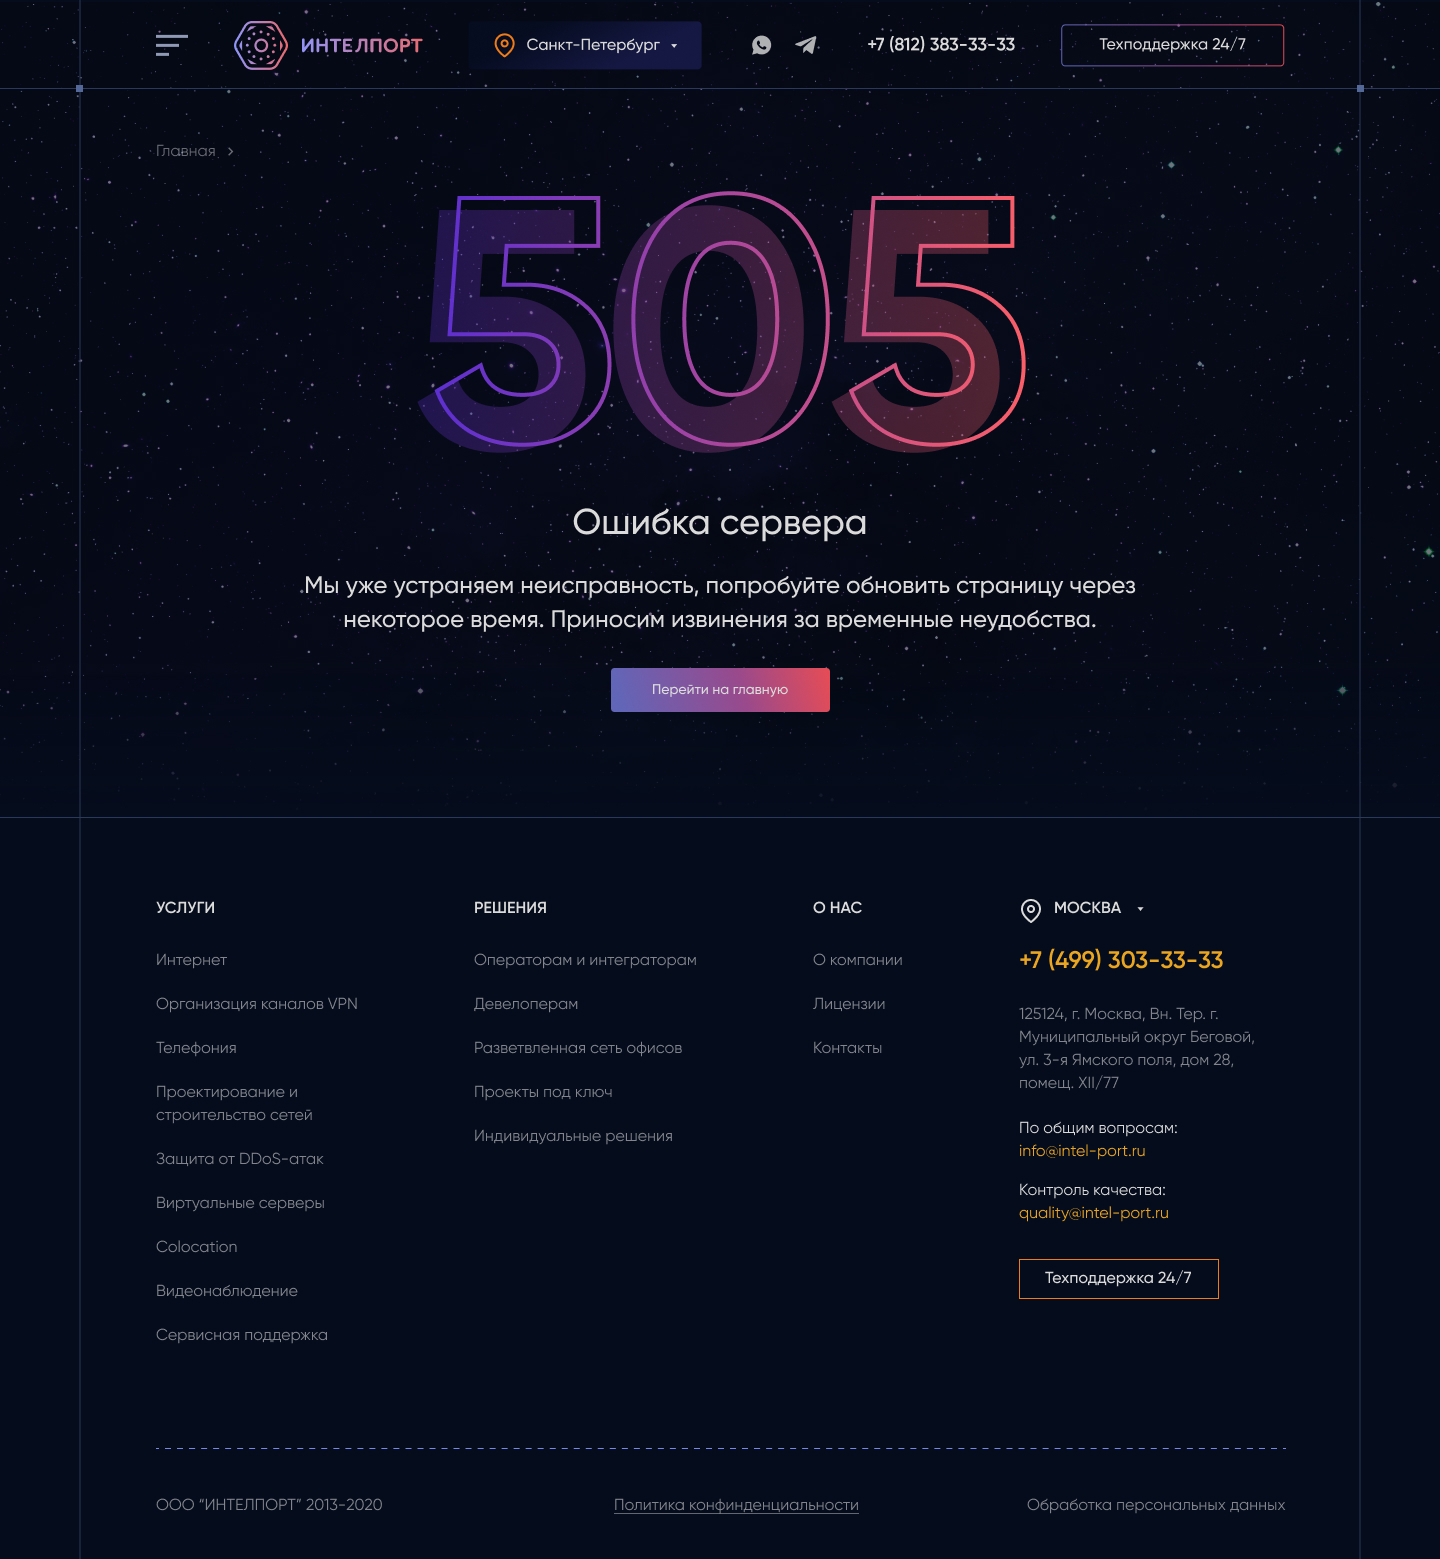 ИНТЕЛПОРТ
Санкт-Петербург
+7 (812) 383-33-33
Техподдержка 24/7
Главная
505
Ошибка сервера
Мы уже устраняем неисправность, попробуйте обновить страницу через
некоторое время. Приносим извинения за временные неудобства.
Перейти на главную
УСЛУГИ
Интернет
Организация каналов VPN
Телефония
Проектирование и
строительство сетей
Защита от DDoS-атак
Виртуальные серверы
Colocation
Видеонаблюдение
Сервисная поддержка
РЕШЕНИЯ
Операторам и интеграторам
Девелоперам
Разветвленная сеть офисов
Проекты под ключ
Индивидуальные решения
О НАС
О компании
Лицензии
Контакты
МОСКВА
+7 (499) 303-33-33
125124, г. Москва, Вн. Тер. г.
Муниципальный округ Беговой,
ул. 3-я Ямского поля, дом 28,
помещ. XII/77
По общим вопросам:
info@intel-port.ru
Контроль качества:
quality@intel-port.ru
Техподдержка 24/7
ООО “ИНТЕЛПОРТ” 2013-2020
Политика конфинденциальности
Обработка персональных данных